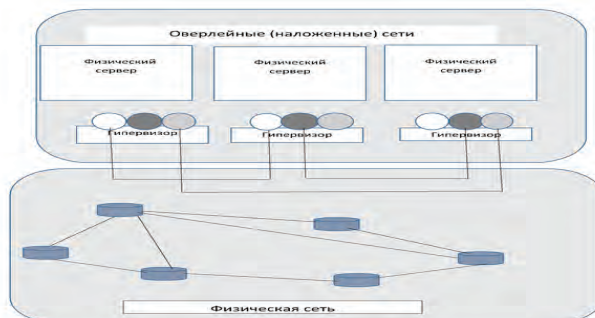 Оверлейные (наложенные) сети
Физический
сервер
Физический
сервер
Физический
сервер
Гипервизор
Гипервизор
Гипервизор
Физическая сеть